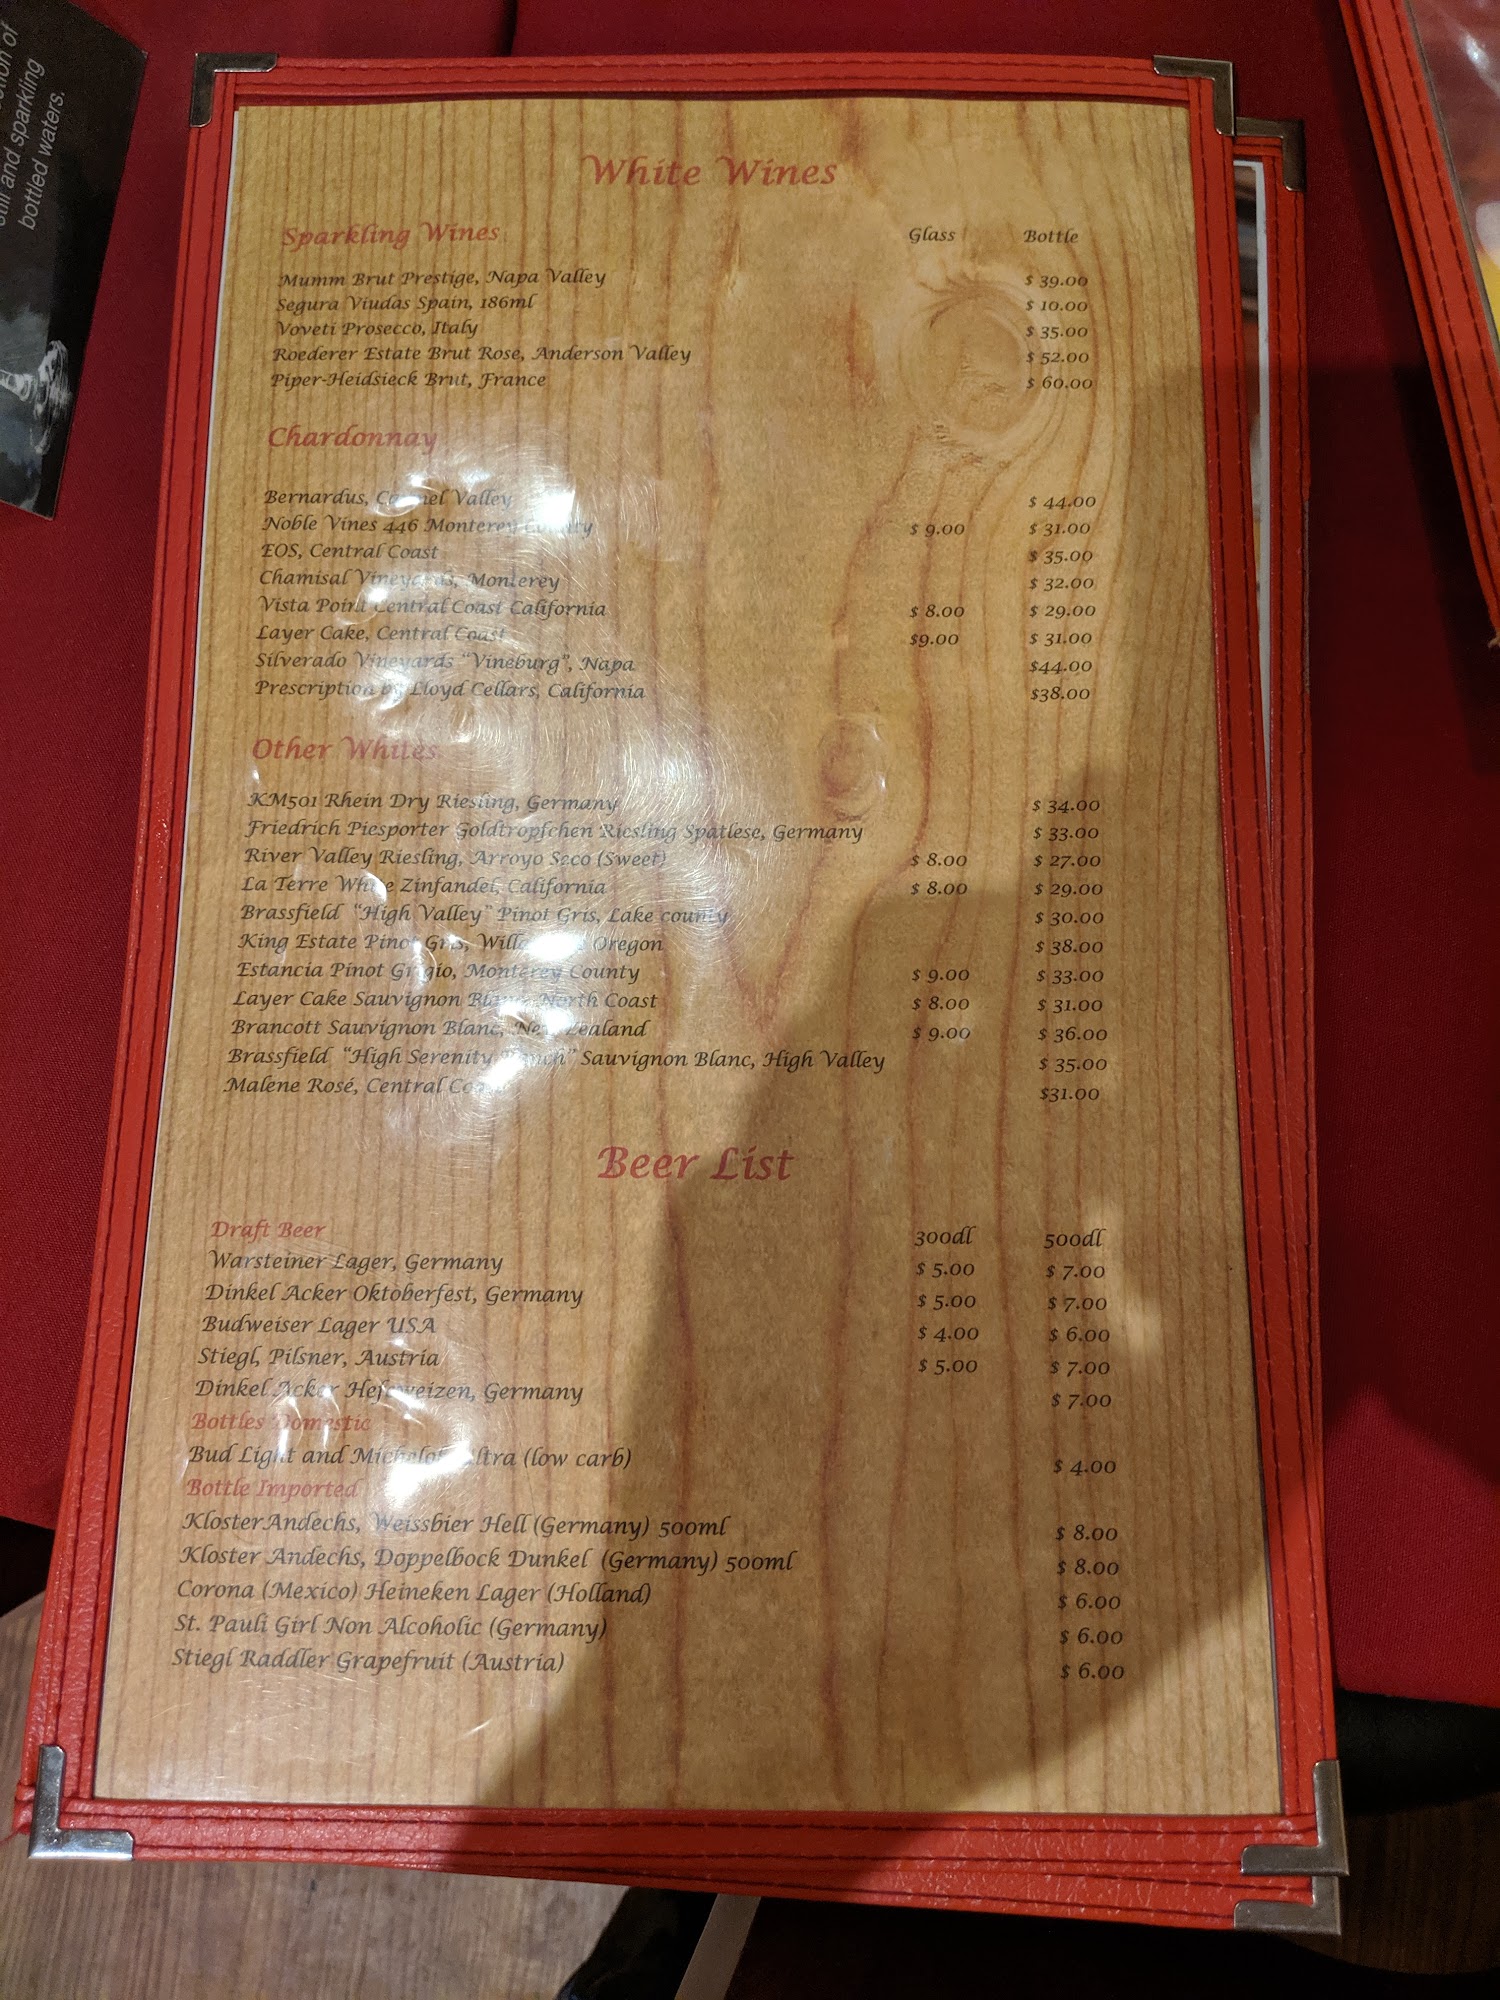 still and sparkling
bottled waters.
White Wines
Sparkling Wines Glass Bottle
Mumm Brut Prestige, Napa Valley $ 39.00
Segura Viudas Spain, 186ml $ 10.00
Voveti Prosecco, Italy $ 35.00
Roederer Estate Brut Rose, Anderson Valley $ 52.00
Piper-Heidsieck Brut, France $ 60.00
Chardonnay
Bernardus, Carmel Valley $ 44.00
Noble Vines 446 Monterey County $ 9.00 $ 31.00
EOS, Central Coast $ 35.00
Chamisal Vineyards, Monterey $ 32.00
Vista Point Central Coast California $ 8.00 $ 29.00
Layer Cake, Central Coast $9.00 $ 31.00
Silverado Vineyards “Vineburg”, Napa $44.00
Prescription by Lloyd Cellars, California $38.00
Other Whites
KM501 Rhein Dry Riesling, Germany $ 34.00
Friedrich Piesporter Goldtropfchen Riesling Spatlese, Germany $ 33.00
River Valley Riesling, Arroyo Seco (Sweet) $ 8.00 $ 27.00
La Terre White Zinfandel, California $ 8.00 $ 29.00
Brassfield “High Valley” Pinot Gris, Lake county $ 30.00
King Estate Pinot Gris, Oregon $ 38.00
Estancia Pinot Grigio, Monterey County $ 9.00 $ 33.00
Layer Cake Sauvignon Blanc, North Coast $ 8.00 $ 31.00
Brancott Sauvignon Blanc, New Zealand $ 9.00 $ 36.00
Brassfield “High Serenity Ranch” Sauvignon Blanc, High Valley $ 35.00
Malene Rosé, Central Coast $31.00
Beer List
Draft Beer 300dl 500dl
Warsteiner Lager, Germany $ 5.00 $ 7.00
Dinkel Acker Oktoberfest, Germany $ 5.00 $ 7.00
Budweiser Lager USA $ 4.00 $ 6.00
Stiegl, Pilsner, Austria $ 5.00 $ 7.00
Dinkel Acker Hefeweizen, Germany $ 7.00
Bottles Domestic
Bud Light and Michelob Ultra (low carb) $ 4.00
Bottle Imported
KlosterAndechs, Weissbier Hell (Germany) 500ml $ 8.00
Kloster Andechs, Doppelbock Dunkel (Germany) 500ml $ 8.00
Corona (Mexico) Heineken Lager (Holland) $ 6.00
St. Pauli Girl Non Alcoholic (Germany) $ 6.00
Stiegl Raddler Grapefruit (Austria) $ 6.00